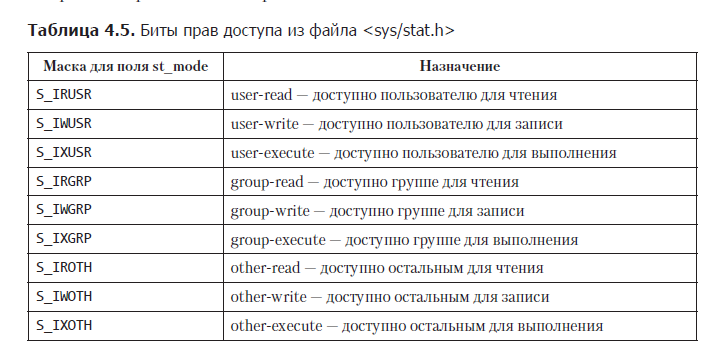 Таблица 4.5. Биты прав доступа из файла <sys/stat.h>
Маска для поля st_mode Назначение
S_IRUSR user-read — доступно пользователю для чтения
S_IWUSR user-write — доступно пользователю для записи
S_IXUSR user-execute — доступно пользователю для выполнения
S_IRGRP group-read — доступно группе для чтения
S_IWGRP group-write — доступно группе для записи
S_IXGRP group-execute — доступно группе для выполнения
S_IROTH other-read — доступно остальным для чтения
S_IWOTH other-write — доступно остальным для записи
S_IXOTH other-execute — доступно остальным для выполнения